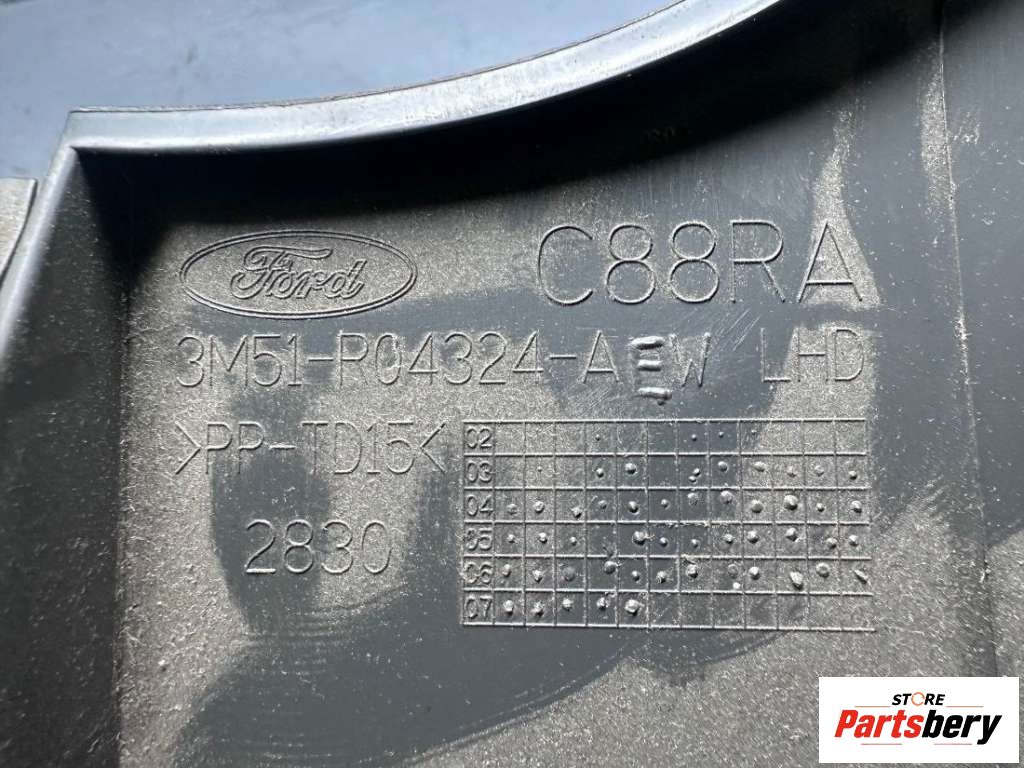 Ford
C88RA
3M51-R04324-AEW LHD
>PP-TD15<
2830
02
03
04
05
06
07
STORE
Partsbery